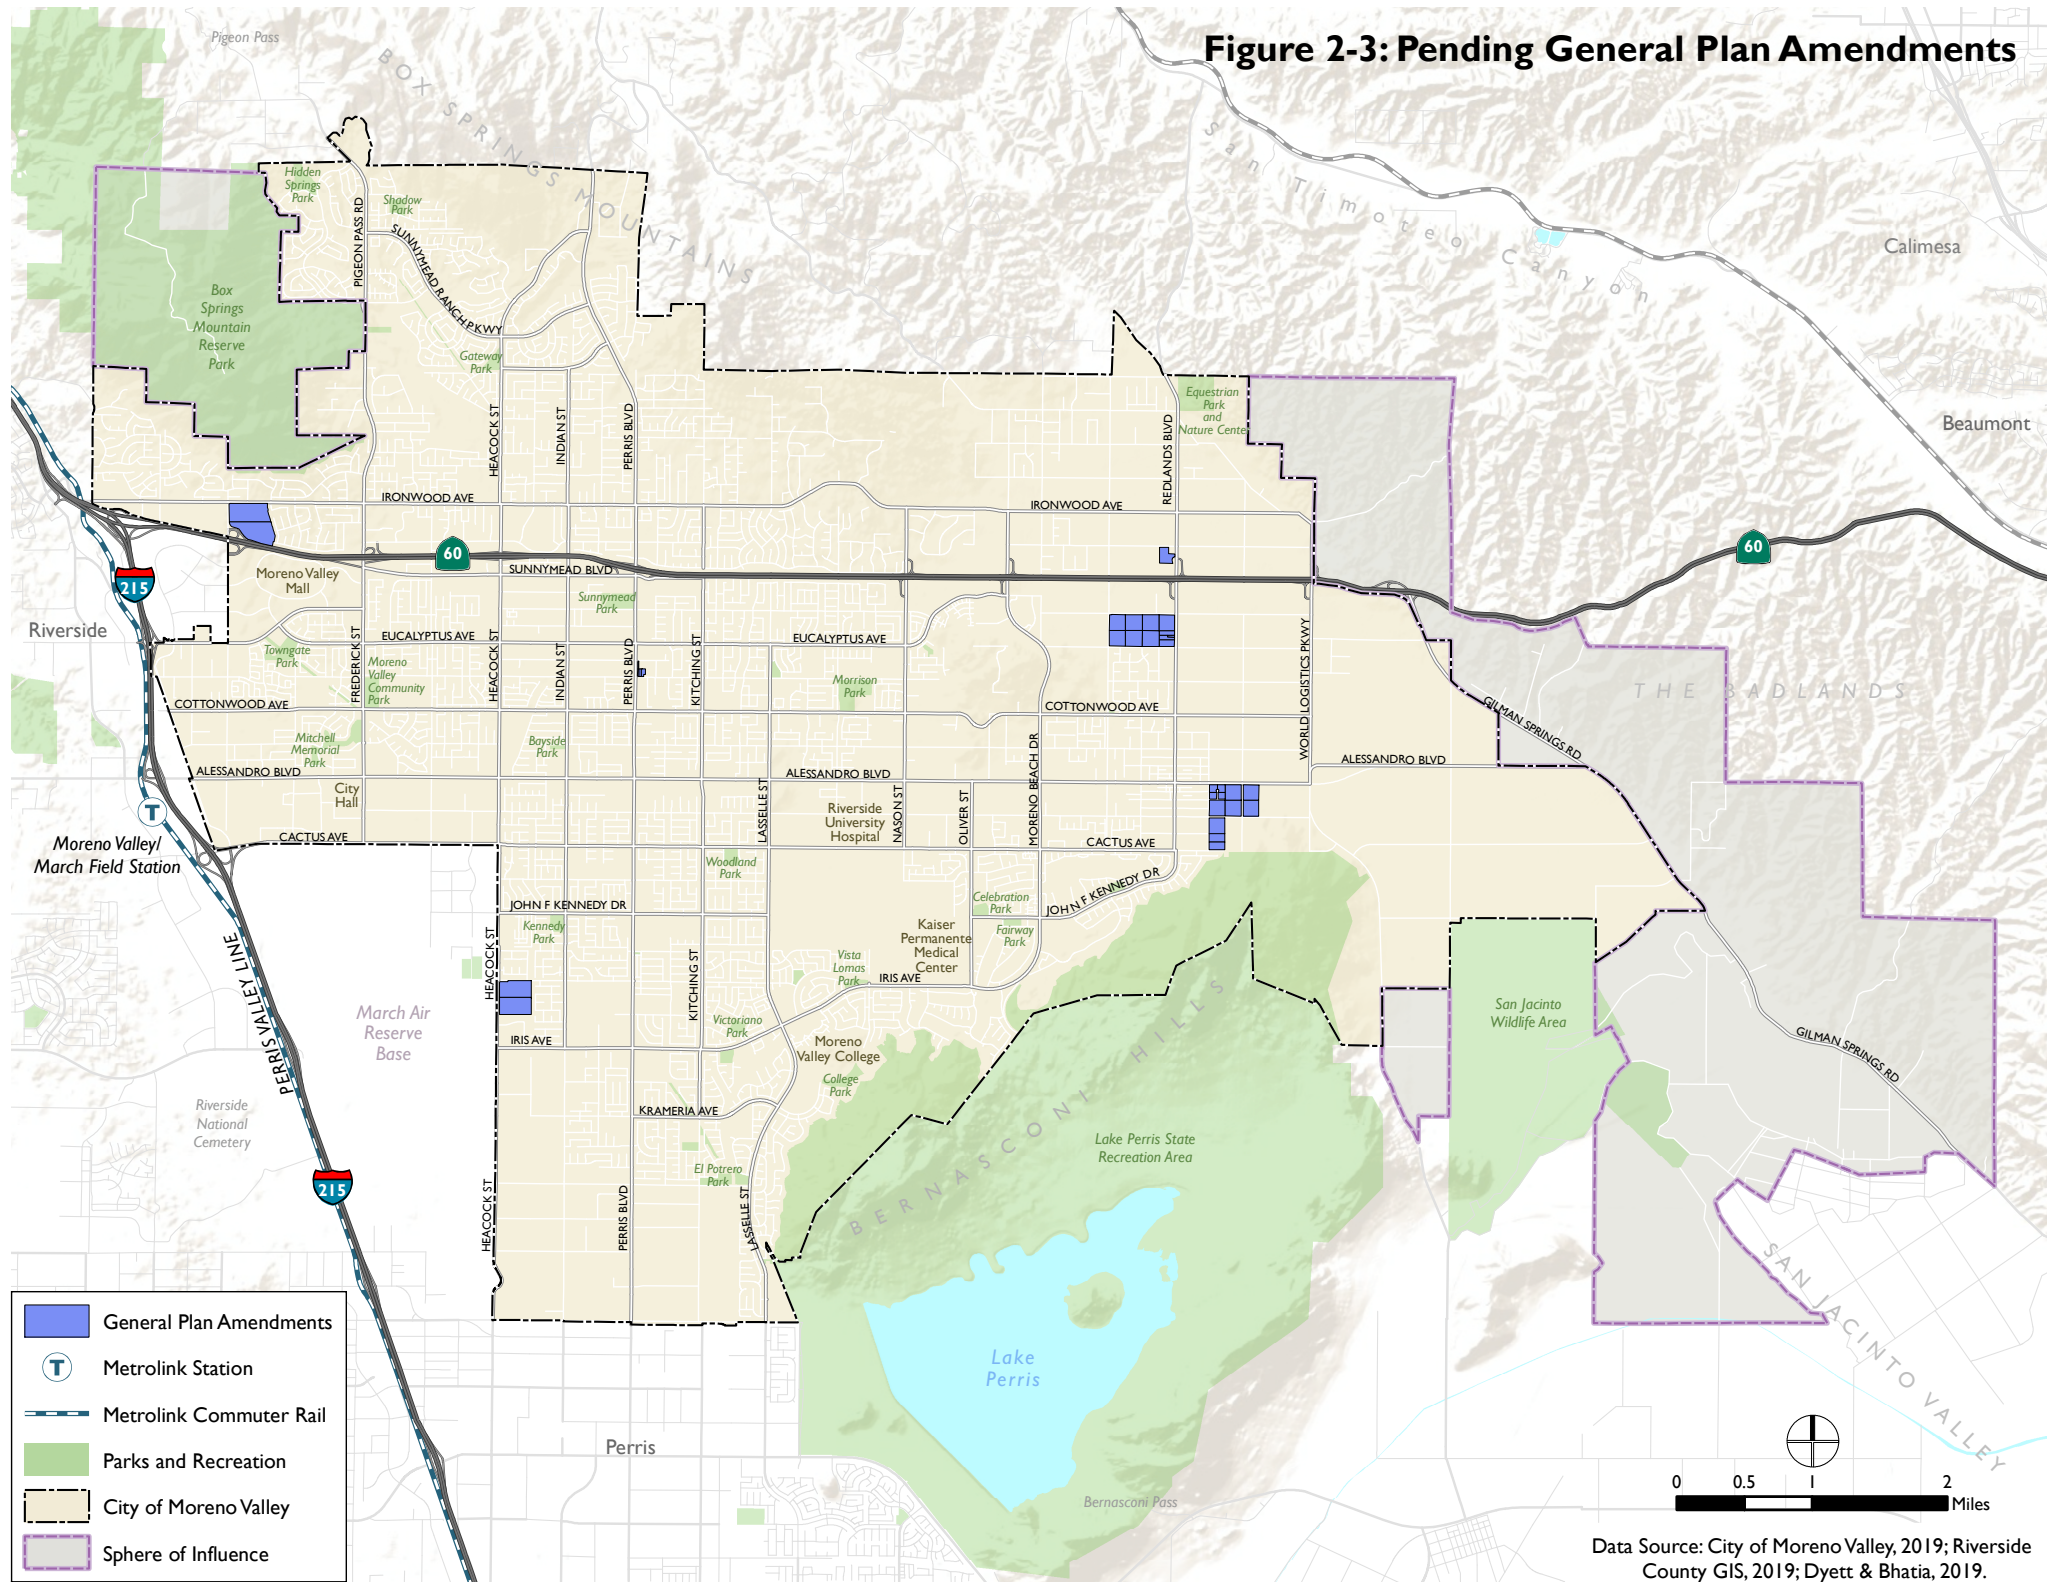 Figure 2-3: Pending General Plan Amendments
Pigeon Pass
BOX SPRINGS MOUNTAINS
San Timoteo Canyon
Calimesa
Beaumont
Hidden
Springs
Park
Shadow
Park
PIGEON PASS RD
SUNNYMEAD RANCH PKWY
Box
Springs
Mountain
Reserve
Park
Gateway
Park
HEACOCK ST
INDIAN ST
PERRIS BLVD
REDLANDS BLVD
Equestrian
Park
and
Nature Center
IRONWOOD AVE
IRONWOOD AVE
60
60
215
Moreno Valley
Mall
SUNNYMEAD BLVD
Sunnymead
Park
Riverside
EUCALYPTUS AVE
EUCALYPTUS AVE
Towngate
Park
FREDERICK ST
Moreno
Valley
Community
Park
HEACOCK ST
INDIAN ST
PERRIS BLVD
KITCHING ST
Morrison
Park
WORLD LOGISTICS PKWY
THE BADLANDS
COTTONWOOD AVE
COTTONWOOD AVE
GILMAN SPRINGS RD
Mitchell
Memorial
Park
Bayside
Park
MORENO BEACH DR
ALESSANDRO BLVD
ALESSANDRO BLVD
ALESSANDRO BLVD
City
Hall
LASSELLE ST
Riverside
University
Hospital
NASON ST
OLIVER ST
T
Moreno Valley/
March Field Station
CACTUS AVE
CACTUS AVE
Woodland
Park
JOHN F KENNEDY DR
JOHN F KENNEDY DR
Celebration
Park
Kennedy
Park
Kaiser
Permanente
Medical
Center
Fairway
Park
HEACOCK ST
KITCHING ST
Vista
Lomas
Park
IRIS AVE
PERRIS VALLEY LINE
March Air
Reserve
Base
Victoriano
Park
San Jacinto
Wildlife Area
IRIS AVE
Moreno
Valley College
College
Park
GILMAN SPRINGS RD
BERNASCONI HILLS
Riverside
National
Cemetery
KRAMERIA AVE
Lake Perris State
Recreation Area
El Potrero
Park
215
HEACOCK ST
PERRIS BLVD
LASSELLE ST
SAN JACINTO VALLEY
Lake
Perris
Perris
Bernasconi Pass
General Plan Amendments
T
Metrolink Station
Metrolink Commuter Rail
Parks and Recreation
City of Moreno Valley
Sphere of Influence
0 0.5 1 2
Miles
Data Source: City of Moreno Valley, 2019; Riverside
County GIS, 2019; Dyett & Bhatia, 2019.